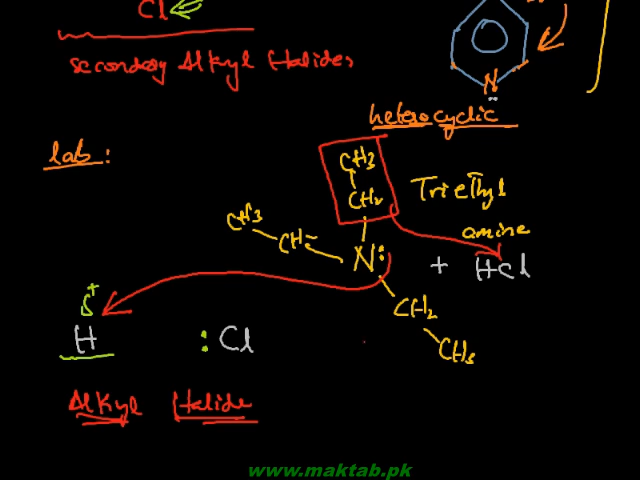 Cl
secondary Alkyl Halides
N
heterocyclic
lab:
CH3
CH2
TriEthyl
amine
CH3
CH2
N:
+ HCl
δ+
H :Cl
CH2
CH3
Alkyl Halide
www.maktab.pk